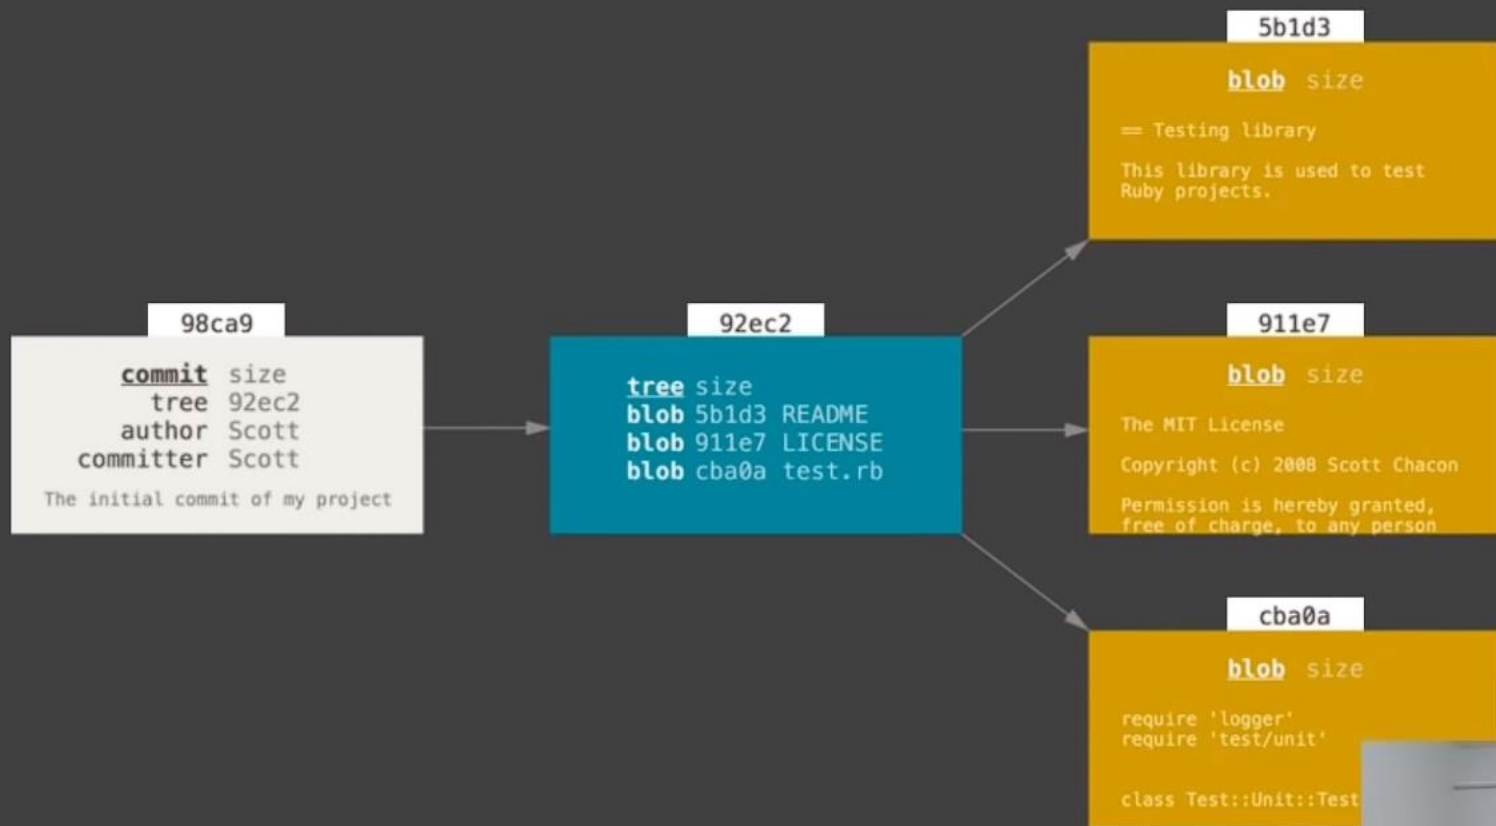 98ca9
commit size
tree 92ec2
author Scott
committer Scott
The initial commit of my project
92ec2
tree size
blob 5b1d3 README
blob 911e7 LICENSE
blob cba0a test.rb
5b1d3
blob size
== Testing library
This library is used to test
Ruby projects.
911e7
blob size
The MIT License
Copyright (c) 2008 Scott Chacon
Permission is hereby granted,
free of charge, to any person
cba0a
blob size
require 'logger'
require 'test/unit'
class Test::Unit::Test